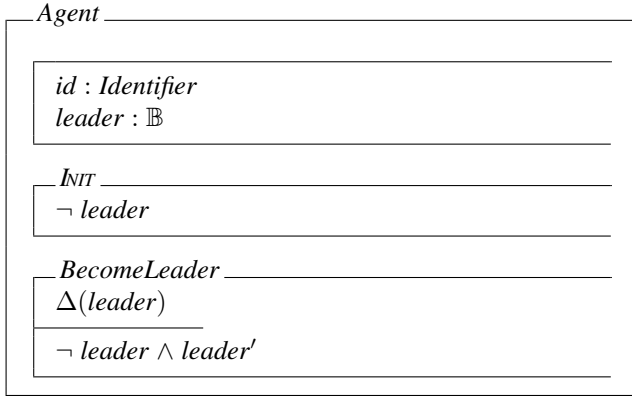 Agent
id : Identifier
leader : 𝔹
INIT
¬ leader
BecomeLeader
Δ(leader)
¬ leader ∧ leader′